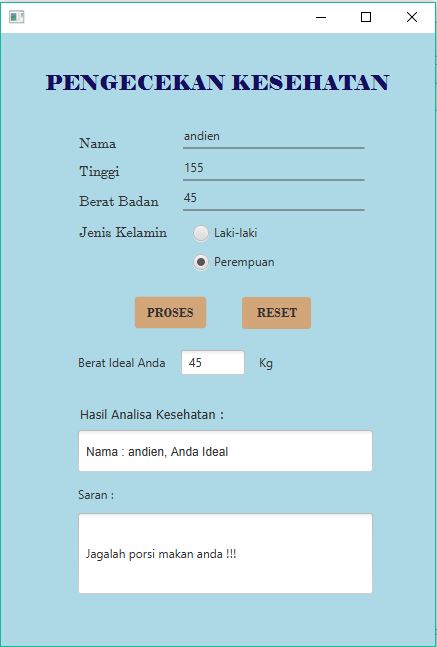 PENGECEKAN KESEHATAN
Nama andien
Tinggi 155
Berat Badan 45
Jenis Kelamin Laki-laki
Perempuan
PROSES RESET
Berat Ideal Anda 45 Kg
Hasil Analisa Kesehatan :
Nama : andien, Anda Ideal
Saran :
Jagalah porsi makan anda !!!